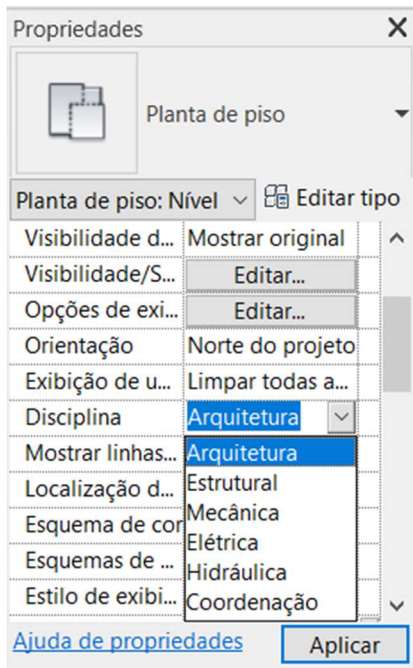 Propriedades
Planta de piso
Planta de piso: Nível Editar tipo
Visibilidade d... Mostrar original
Visibilidade/S... Editar...
Opções de exi... Editar...
Orientação Norte do projeto
Exibição de u... Limpar todas a...
Disciplina Arquitetura
Mostrar linhas... Arquitetura
Localização d... Estrutural
Esquema de cor Mecânica
Esquemas de ... Elétrica
Estilo de exibi... Hidráulica
Coordenação
Ajuda de propriedades Aplicar